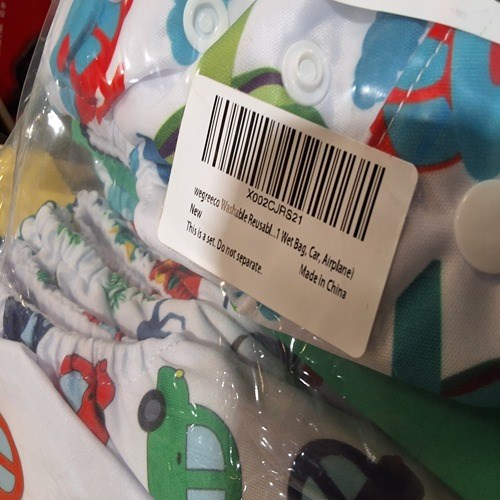 X002CJRS21
wegreeco Washable Reusabl...1 Wet Bag, Car, Airplane)
New
This is a set. Do not separate.
Made in China